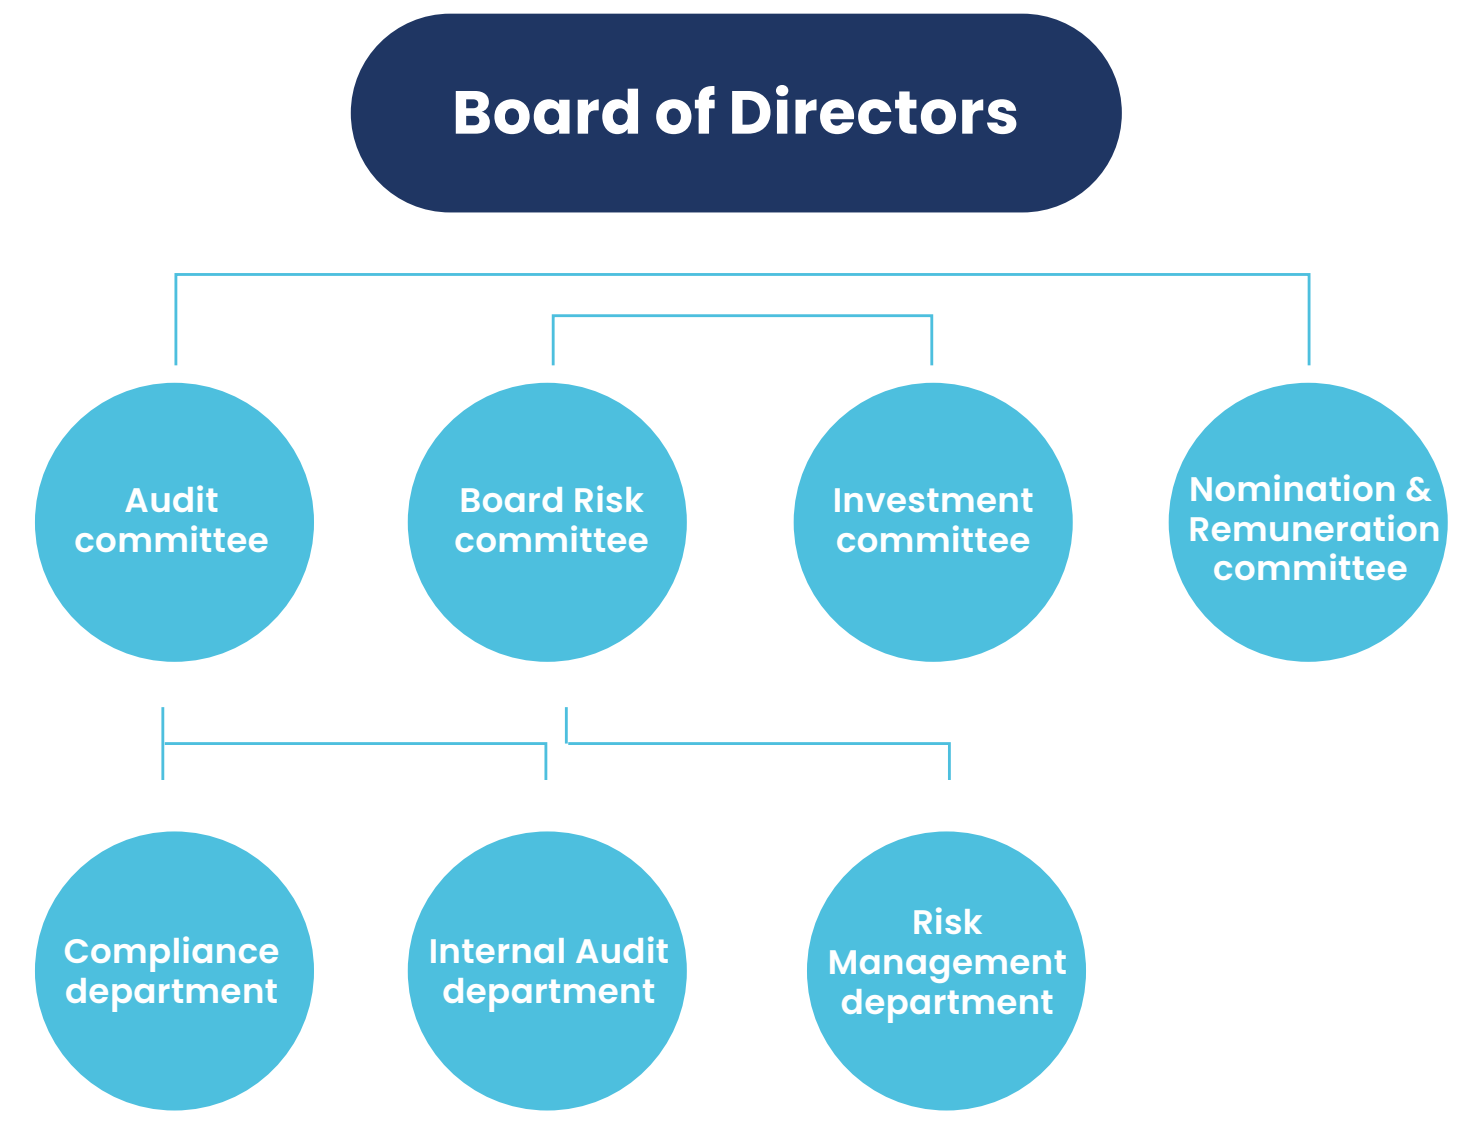 Board of Directors
Audit
committee
Board Risk
committee
Investment
committee
Nomination &
Remuneration
committee
Compliance
department
Internal Audit
department
Risk
Management
department